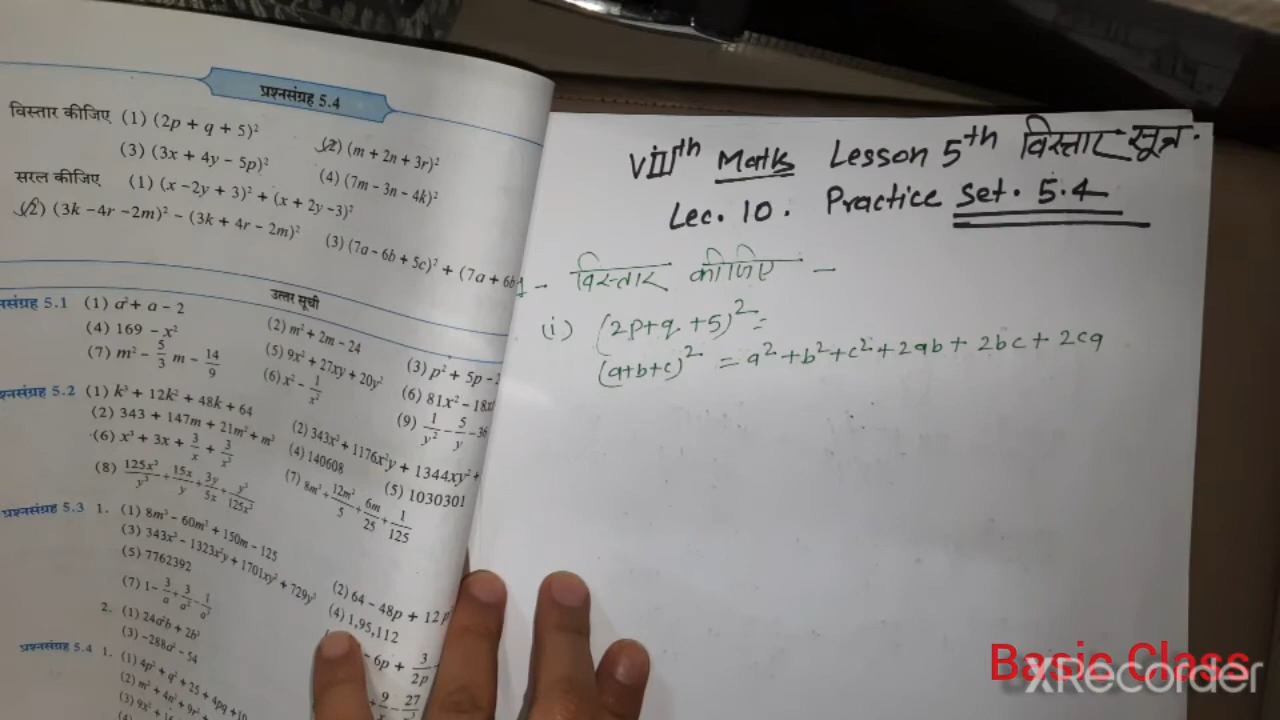 प्रश्नसंग्रह 5.4
विस्तार कीजिए (1) (2p + q + 5)²
(2) (m + 2n + 3r)²
(3) (3x + 4y - 5p)²
(4) (7m - 3n - 4k)²
सरल कीजिए (1) (x - 2y + 3)² + (x + 2y - 3)²
(2) (3k - 4r - 2m)² - (3k + 4r - 2m)²
(3) (7a - 6b + 5c)² + (7a + 6b
उत्तर सूची
5.1 (1) a² + a - 2
(2) m² + 2m - 24
(3) p² + 5p -
(4) 169 - x²
(5) 9x² + 27xy + 20y²
(6) 81x² - 18x
(7) m² - 5/3 m - 14/9
(6) x² - 1/x²
(9) 1/y² - 5/y - 36
5.2 (1) k³ + 12k² + 48k + 64
(2) 343x³ + 1176x²y + 1344xy² +
(2) 343 + 147m + 21m² + m³
(4) 140608
(5) 1030301
(6) x³ + 3x + 3/x + 3/x³
(7) 8m³ + 12m²/5 + 6m/25 + 1/125
(8) 125x³/y³ + 15x/y + 3y/5x + y³/125x³
प्रश्नसंग्रह 5.3 1. (1) 8m³ - 60m² + 150m - 125
(2) 64 - 48p + 12p
(3) 343x³ - 1323x²y + 1701xy² + 729y³
(4) 1,95,112
(5) 7762392
- 6p + 3/2p
(7) 1 - 3/a + 3/a² - 1/a³
2. (1) 24a²b + 2b³
(3) -288a² - 54
प्रश्नसंग्रह 5.4 1. (1) 4p² + q² + 25 + 4pq + 10
(2) m² + 4n² + 9r²
(3) 9x² + 16
VIIIth Maths Lesson 5th विस्तार सूत्र.
Lec. 10. Practice Set. 5.4
1 - विस्तार कीजिए -
(i) (2p+q+5)² =
(a+b+c)² = a²+b²+c²+2ab+2bc+2ca
Basic Class
XRecorder